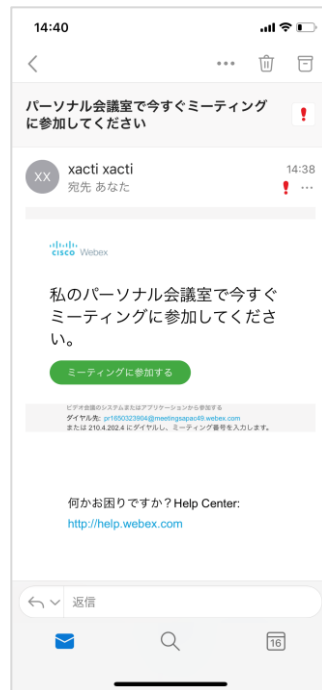 14:40
パーソナル会議室で今すぐミーティング
に参加してください
XX
xacti xacti
14:38
宛先 あなた
CISCO Webex
私のパーソナル会議室で今すぐ
ミーティングに参加してくださ
い。
ミーティングに参加する
ビデオ会議のシステムまたはアプリケーションから参加する
ダイヤル先: pr1650323904@meetingsapac49.webex.com
または 210.4.202.4 にダイヤルし、ミーティング番号を入力します。
何かお困りですか？Help Center:
http://help.webex.com
返信
16